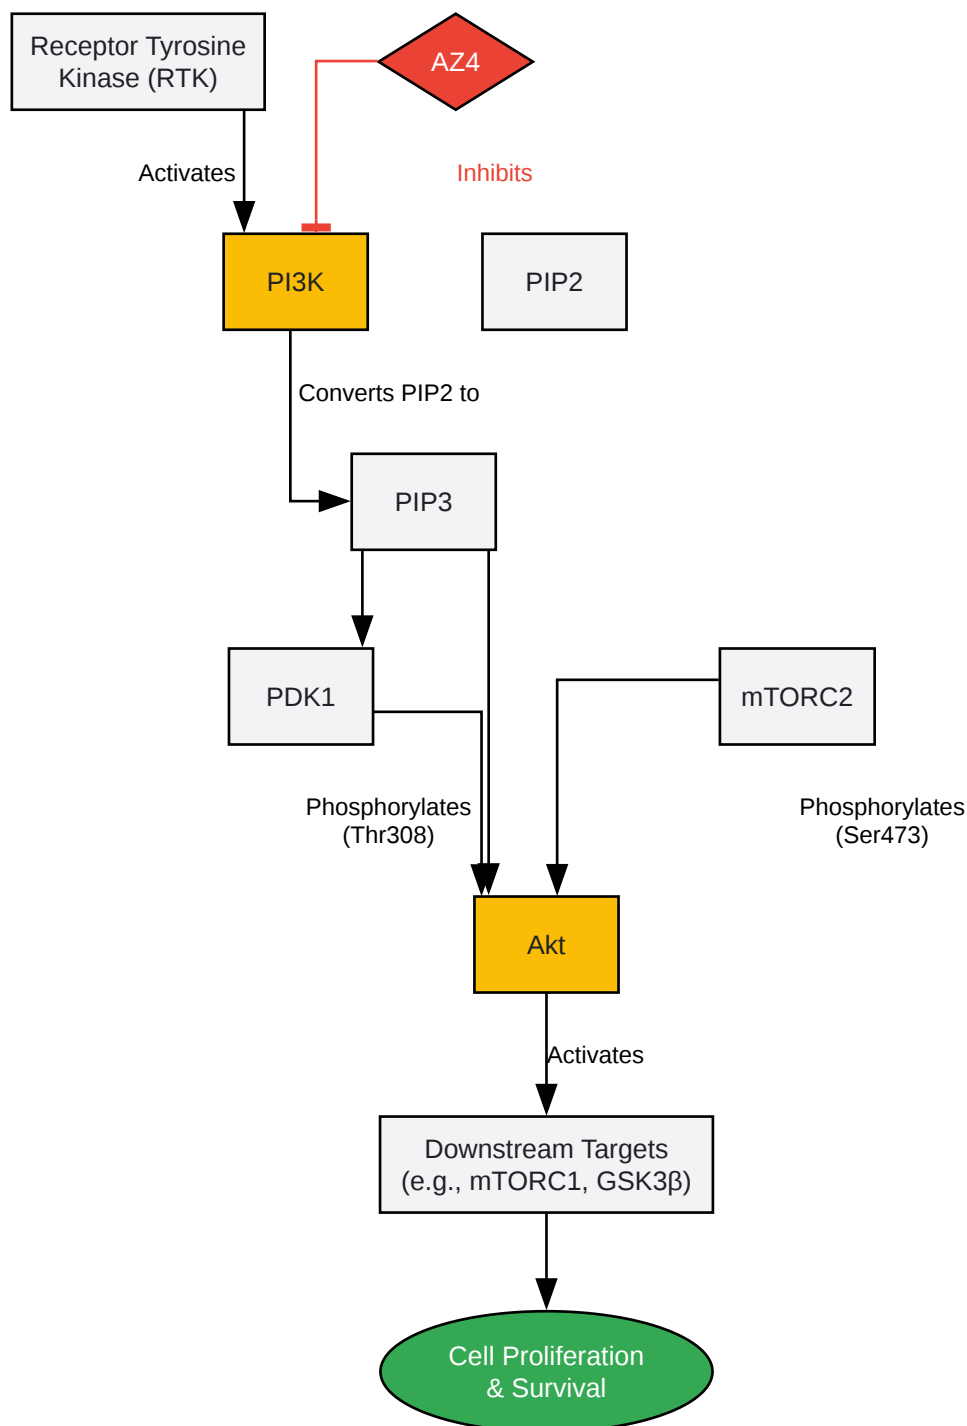 Receptor Tyrosine
Kinase (RTK)
AZ4
Activates
Inhibits
PI3K
PIP2
Converts PIP2 to
PIP3
PDK1
mTORC2
Phosphorylates
(Thr308)
Phosphorylates
(Ser473)
Akt
Activates
Downstream Targets
(e.g., mTORC1, GSK3β)
Cell Proliferation
& Survival